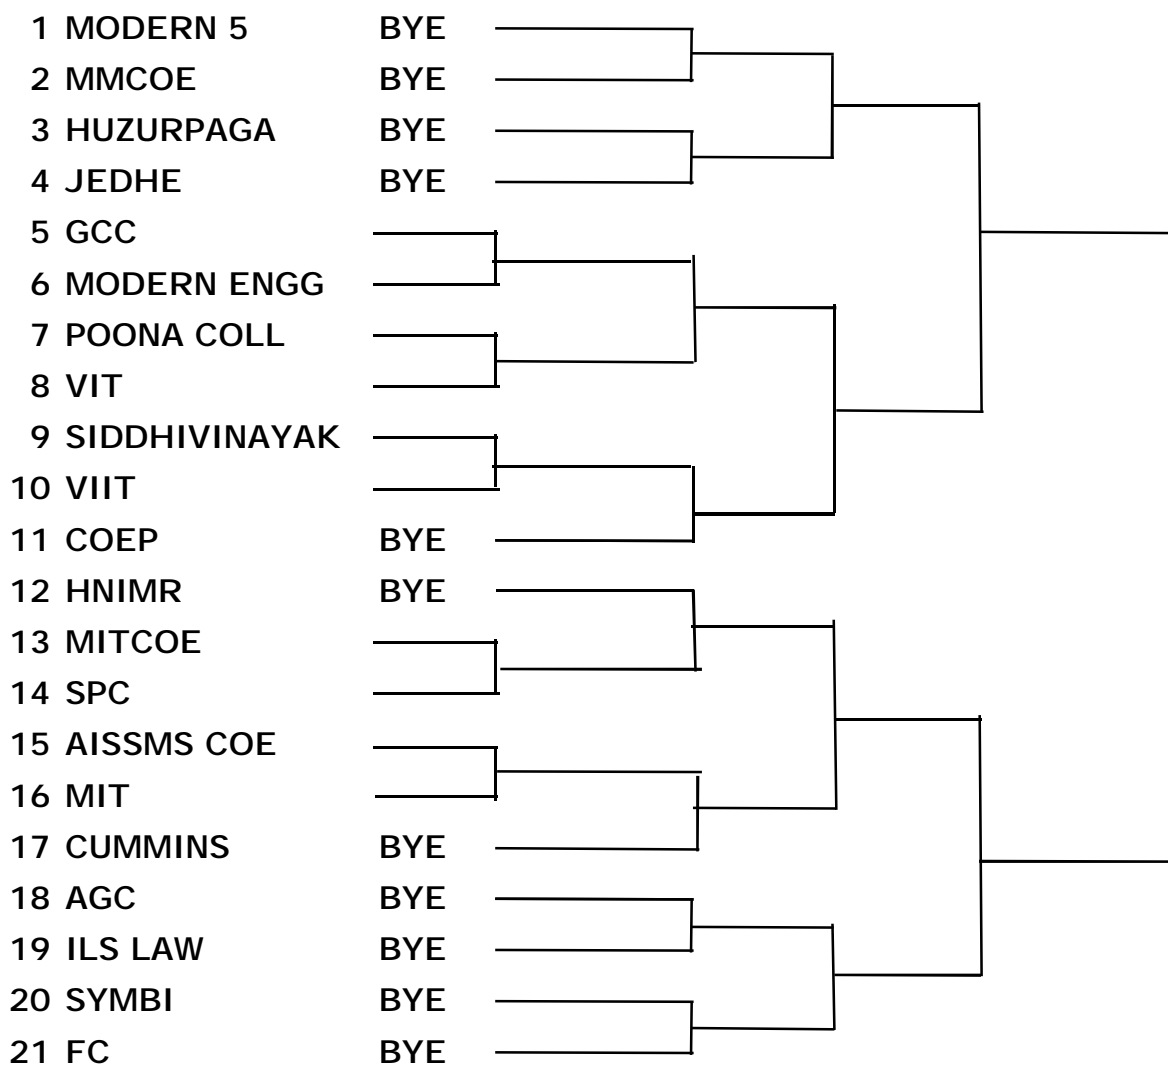 1 MODERN 5 BYE
2 MMCOE BYE
3 HUZURPAGA BYE
4 JEDHE BYE
5 GCC
6 MODERN ENGG
7 POONA COLL
8 VIT
9 SIDDHIVINAYAK
10 VIIT
11 COEP BYE
12 HNIMR BYE
13 MITCOE
14 SPC
15 AISSMS COE
16 MIT
17 CUMMINS BYE
18 AGC BYE
19 ILS LAW BYE
20 SYMBI BYE
21 FC BYE